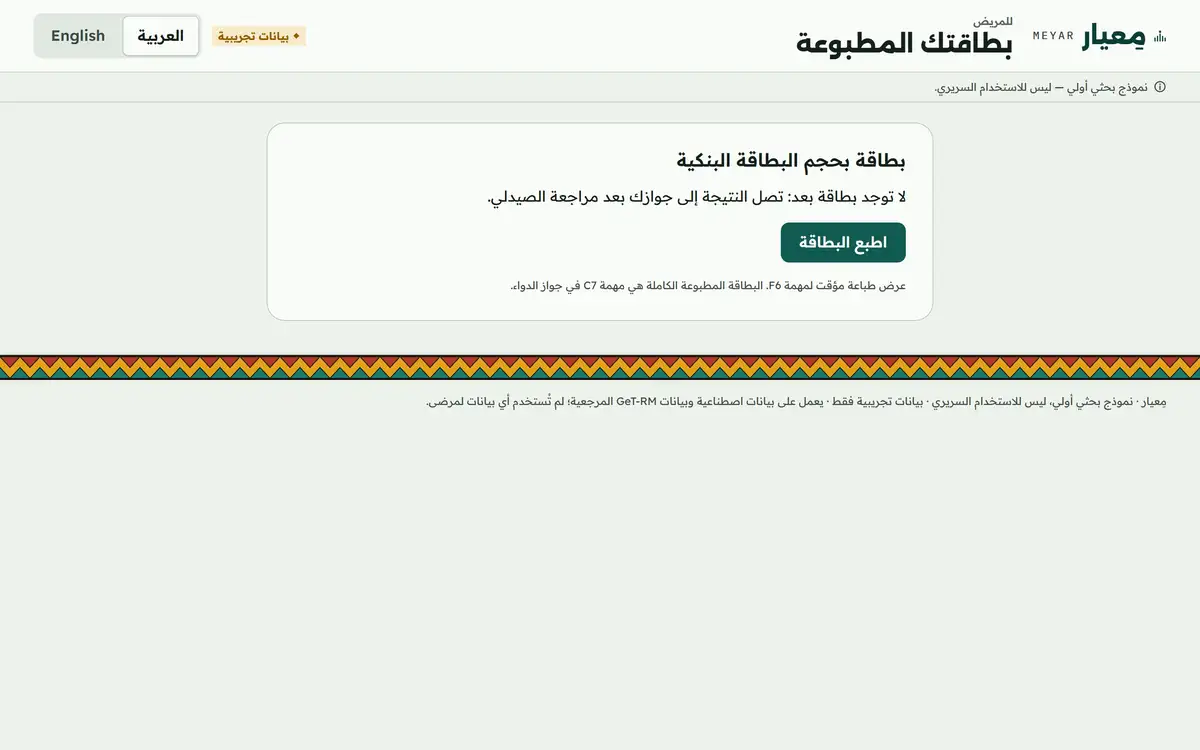 مِعيار MEYAR
للمريض
بطاقتك المطبوعة
بيانات تجريبية
العربية
English
نموذج بحثي أولي — ليس للاستخدام السريري.
بطاقة بحجم البطاقة البنكية
لا توجد بطاقة بعد: تصل النتيجة إلى جوازك بعد مراجعة الصيدلي.
اطبع البطاقة
عرض طباعة مؤقت لمهمة F6. البطاقة المطبوعة الكاملة هي مهمة C7 في جواز الدواء.
مِعيار · نموذج بحثي أولي، ليس للاستخدام السريري · بيانات تجريبية فقط · يعمل على بيانات اصطناعية وبيانات GeT-RM المرجعية؛ لم تُستخدم أي بيانات لمرضى.